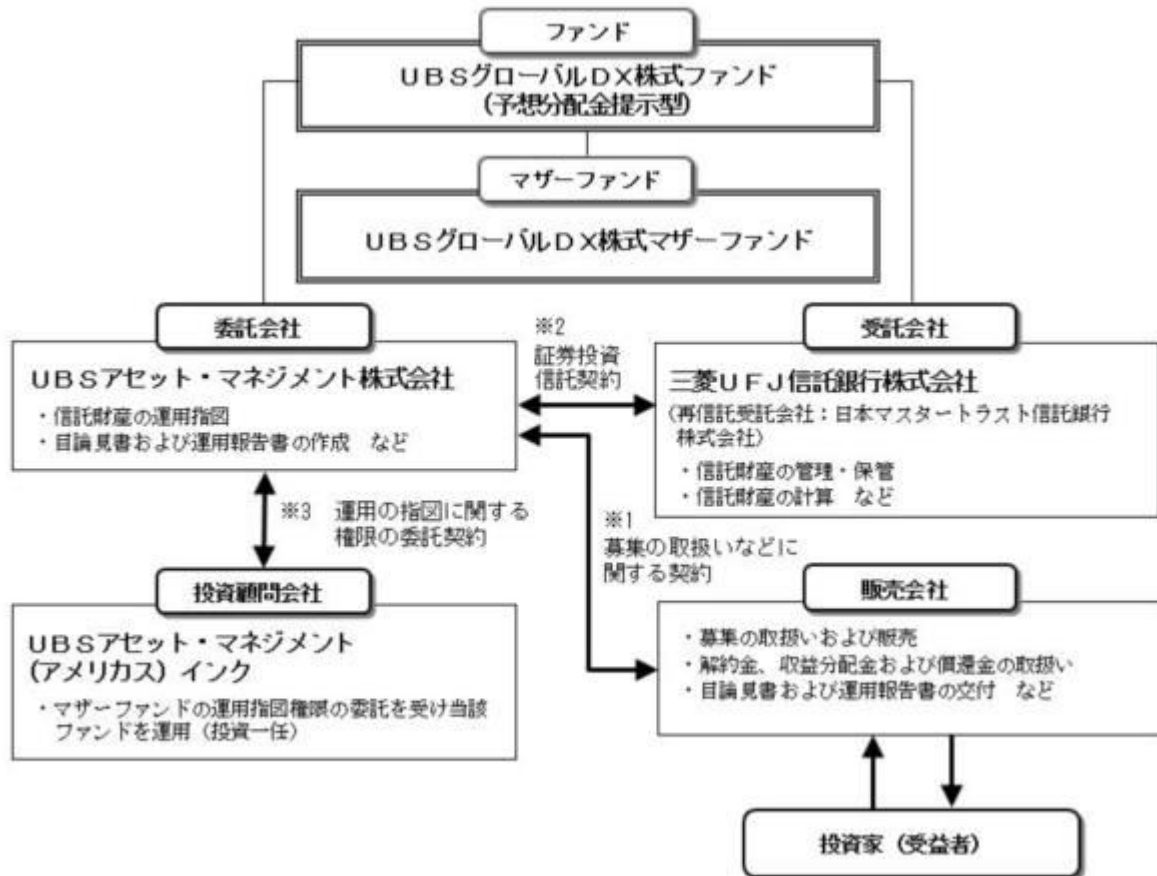 ファンド
UBSグローバルDX株式ファンド
(予想分配金提示型)
マザーファンド
UBSグローバルDX株式マザーファンド
委託会社
UBSアセット・マネジメント株式会社
・信託財産の運用指図
・目論見書および運用報告書の作成 など
※2
証券投資
信託契約
受託会社
三菱UFJ信託銀行株式会社
(再信託受託会社:日本マスタートラスト信託銀行
株式会社)
・信託財産の管理・保管
・信託財産の計算 など
※3 運用の指図に関する
権限の委託契約
※1
募集の取扱いなどに
関する契約
投資顧問会社
UBSアセット・マネジメント
(アメリカス)インク
・マザーファンドの運用指図権限の委託を受け当該
ファンドを運用(投資一任)
販売会社
・募集の取扱いおよび販売
・解約金、収益分配金および償還金の取扱い
・目論見書および運用報告書の交付 など
投資家(受益者)